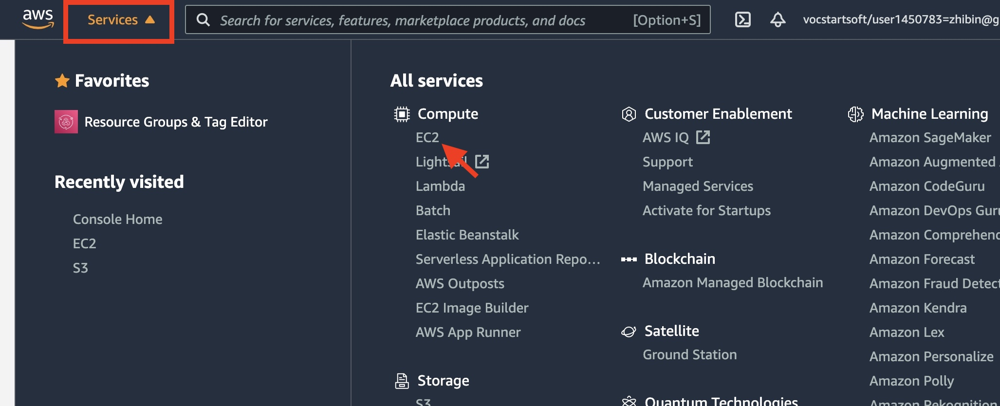 aws
Services
Search for services, features, marketplace products, and docs
[Option+S]
vocstartsoft/user1450783=zhibin@g
Favorites
Resource Groups & Tag Editor
Recently visited
Console Home
EC2
S3
All services
Compute
EC2
Lightsail
Lambda
Batch
Elastic Beanstalk
Serverless Application Repo...
AWS Outposts
EC2 Image Builder
AWS App Runner
Storage
S3
Customer Enablement
AWS IQ
Support
Managed Services
Activate for Startups
Blockchain
Amazon Managed Blockchain
Satellite
Ground Station
Quantum Technologies
Machine Learning
Amazon SageMaker
Amazon Augmented
Amazon CodeGuru
Amazon DevOps Guru
Amazon Comprehend
Amazon Forecast
Amazon Fraud Detect
Amazon Kendra
Amazon Lex
Amazon Personalize
Amazon Polly
Amazon Rekognition